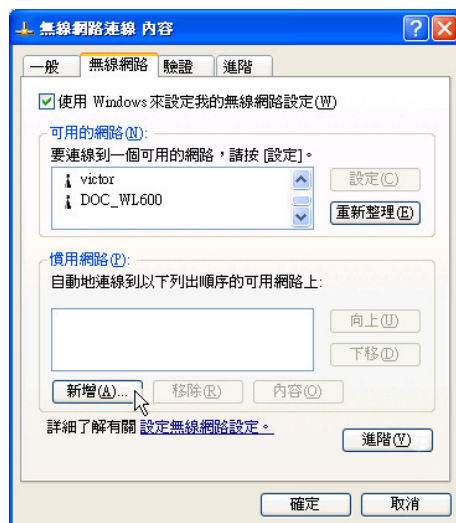 無線網路連線 內容
一般 無線網路 驗證 進階
使用 Windows 來設定我的無線網路設定(W)
可用的網路(N):
要連線到一個可用的網路，請按 [設定]。
victor
設定(C)
DOC_WL600
重新整理(E)
慣用網路(P):
自動地連線到以下列出順序的可用網路上:
向上(U)
下移(D)
新增(A)... 移除(R) 內容(O)
詳細了解有關 設定無線網路設定。
進階(V)
確定 取消